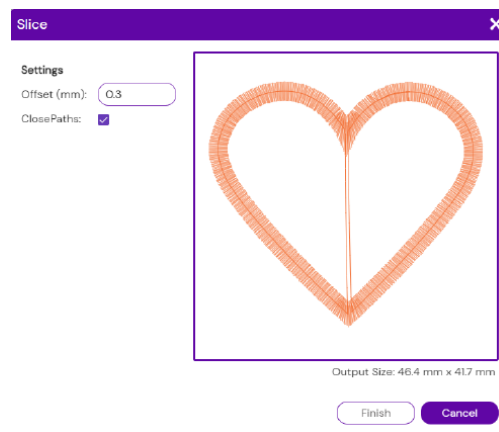 Slice
Settings
Offset (mm): 0.3
ClosePaths:
Output Size: 46.4 mm x 41.7 mm
Finish Cancel